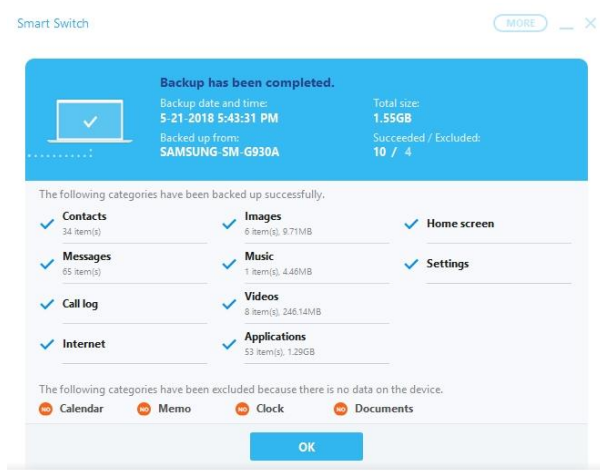 Smart Switch
MORE
Backup has been completed.
Backup date and time:
5-21-2018 5:43:31 PM
Total size:
1.55GB
Backed up from:
SAMSUNG-SM-G930A
Succeeded / Excluded:
10 / 4
The following categories have been backed up successfully.
Contacts
34 item(s)
Messages
65 item(s)
Call log
Internet
Images
6 item(s), 9.71MB
Music
1 item(s), 4.46MB
Videos
8 item(s), 246.14MB
Applications
53 item(s), 1.29GB
Home screen
Settings
The following categories have been excluded because there is no data on the device.
NO Calendar NO Memo NO Clock NO Documents
OK